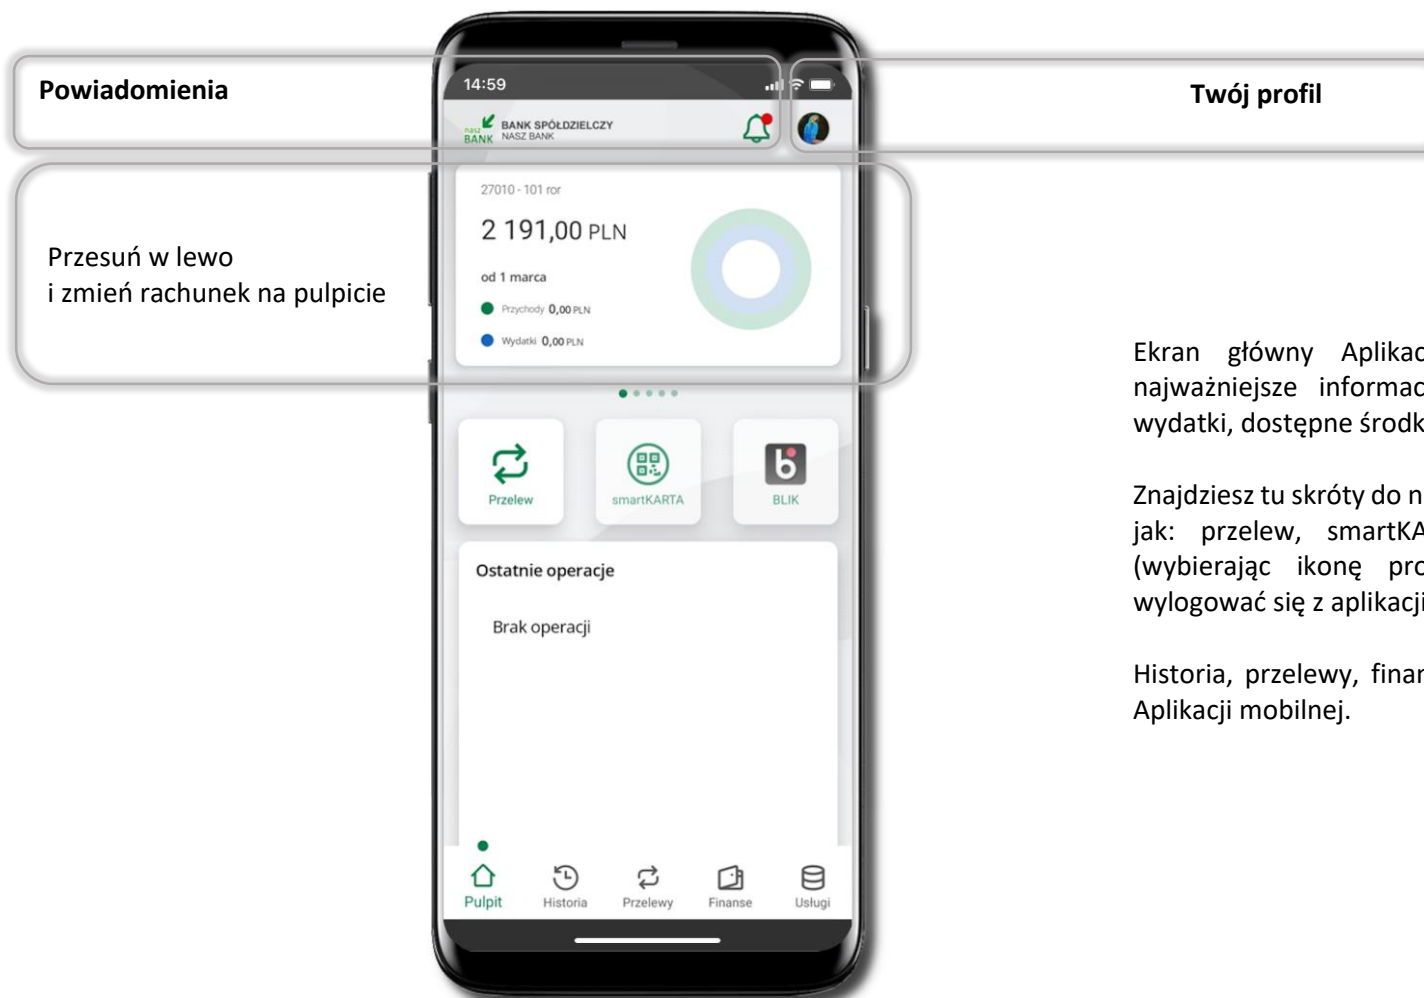 Powiadomienia
Twój profil
14:59
nasz
BANK
BANK SPÓŁDZIELCZY
NASZ BANK
Przesuń w lewo
i zmień rachunek na pulpicie
27010 - 101 ror
2 191,00 PLN
od 1 marca
Przychody 0,00 PLN
Wydatki 0,00 PLN
Przelew
smartKARTA
BLIK
Ostatnie operacje
Brak operacji
Pulpit
Historia
Przelewy
Finanse
Usługi
Ekran główny Aplikac
najważniejsze informac
wydatki, dostępne środk
Znajdziesz tu skróty do n
jak: przelew, smartKA
(wybierając ikonę pro
wylogować się z aplikacji
Historia, przelewy, finan
Aplikacji mobilnej.